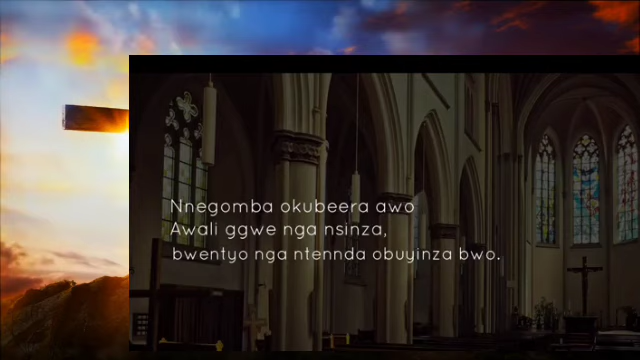 Nnegomba okubeera awo
Awali ggwe nga nsinza,
bwentyo nga ntennda obuyinza bwo.